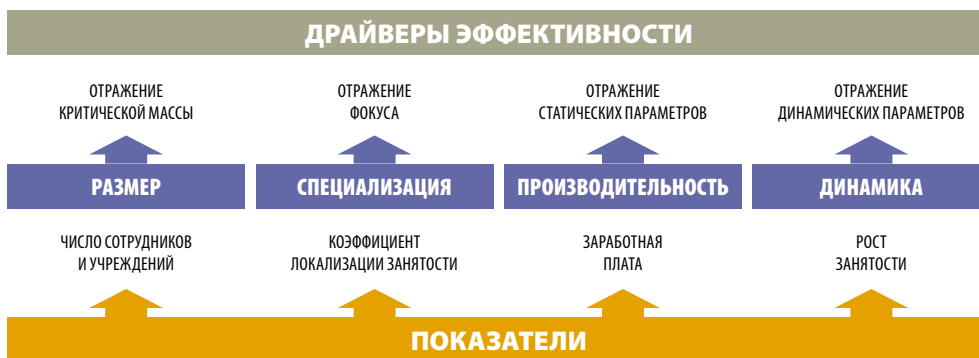 ДРАЙВЕРЫ ЭФФЕКТИВНОСТИ
ОТРАЖЕНИЕ
КРИТИЧЕСКОЙ МАССЫ
ОТРАЖЕНИЕ
ФОКУСА
ОТРАЖЕНИЕ
СТАТИЧЕСКИХ ПАРАМЕТРОВ
ОТРАЖЕНИЕ
ДИНАМИЧЕСКИХ ПАРАМЕТРОВ
РАЗМЕР
СПЕЦИАЛИЗАЦИЯ
ПРОИЗВОДИТЕЛЬНОСТЬ
ДИНАМИКА
ЧИСЛО СОТРУДНИКОВ
И УЧРЕЖДЕНИЙ
КОЭФФИЦИЕНТ
ЛОКАЛИЗАЦИИ ЗАНЯТОСТИ
ЗАРАБОТНАЯ
ПЛАТА
РОСТ
ЗАНЯТОСТИ
ПОКАЗАТЕЛИ